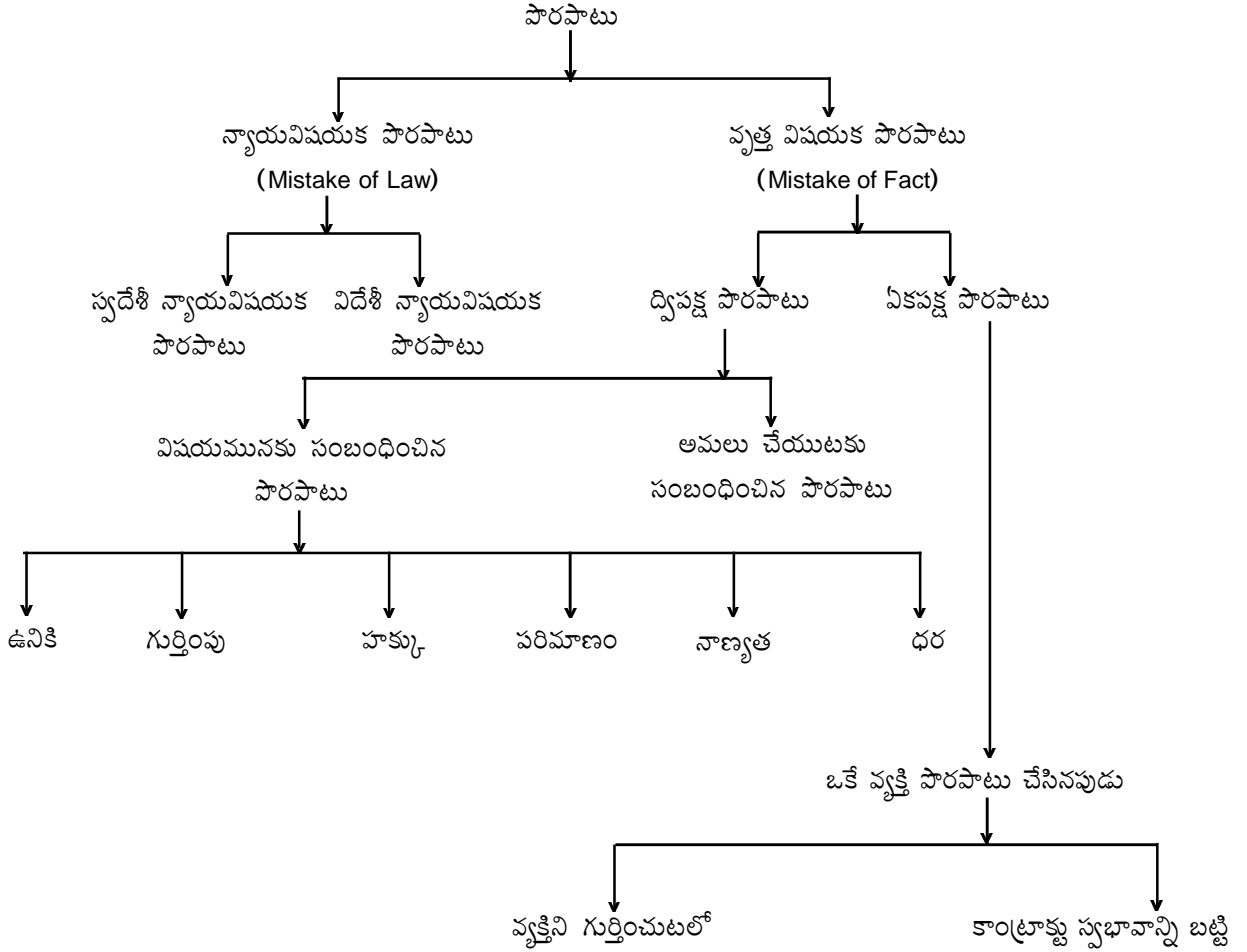 పొరపాటు
న్యాయవిషయక పొరపాటు
(Mistake of Law)
వృత్త విషయక పొరపాటు
(Mistake of Fact)
స్వదేశీ న్యాయవిషయక
పొరపాటు
విదేశీ న్యాయవిషయక
పొరపాటు
ద్విపక్ష పొరపాటు
ఏకపక్ష పొరపాటు
విషయమునకు సంబంధించిన
పొరపాటు
అమలు చేయుటకు
సంబంధించిన పొరపాటు
ఉనికి
గుర్తింపు
హక్కు
పరిమాణం
నాణ్యత
ధర
ఒకే వ్యక్తి పొరపాటు చేసినపుడు
వ్యక్తిని గుర్తించుటలో
కాంట్రాక్టు స్వభావాన్ని బట్టి